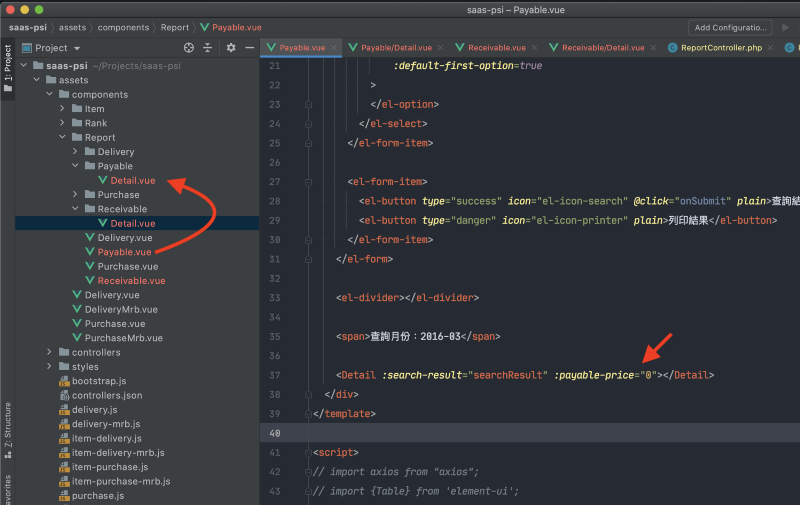 saas-psi – Payable.vue
saas-psi
assets
components
Report
Payable.vue
Add Configuratio...
1: Project
Z: Structure
avorites
Project
saas-psi ~/Projects/saas-psi
assets
components
Item
Rank
Report
Delivery
Payable
Detail.vue
Purchase
Receivable
Detail.vue
Delivery.vue
Payable.vue
Purchase.vue
Receivable.vue
Delivery.vue
DeliveryMrb.vue
Purchase.vue
PurchaseMrb.vue
controllers
styles
bootstrap.js
controllers.json
delivery.js
delivery-mrb.js
item-delivery.js
item-delivery-mrb.js
item-purchase.js
item-purchase-mrb.js
purchase.js
Payable.vue
Payable/Detail.vue
Receivable.vue
Receivable/Detail.vue
ReportController.php
21 :default-first-option=true
22 >
23 </el-option>
24 </el-select>
25 </el-form-item>
26
27 <el-form-item>
28 <el-button type="success" icon="el-icon-search" @click="onSubmit" plain>查詢結
29 <el-button type="danger" icon="el-icon-printer" plain>列印結果</el-button>
30 </el-form-item>
31 </el-form>
32
33 <el-divider></el-divider>
34
35 <span>查詢月份：2016-03</span>
36
37 <Detail :search-result="searchResult" :payable-price="0"></Detail>
38 </div>
39 </template>
40
41 <script>
42 // import axios from "axios";
43 // import {Table} from 'element-ui';